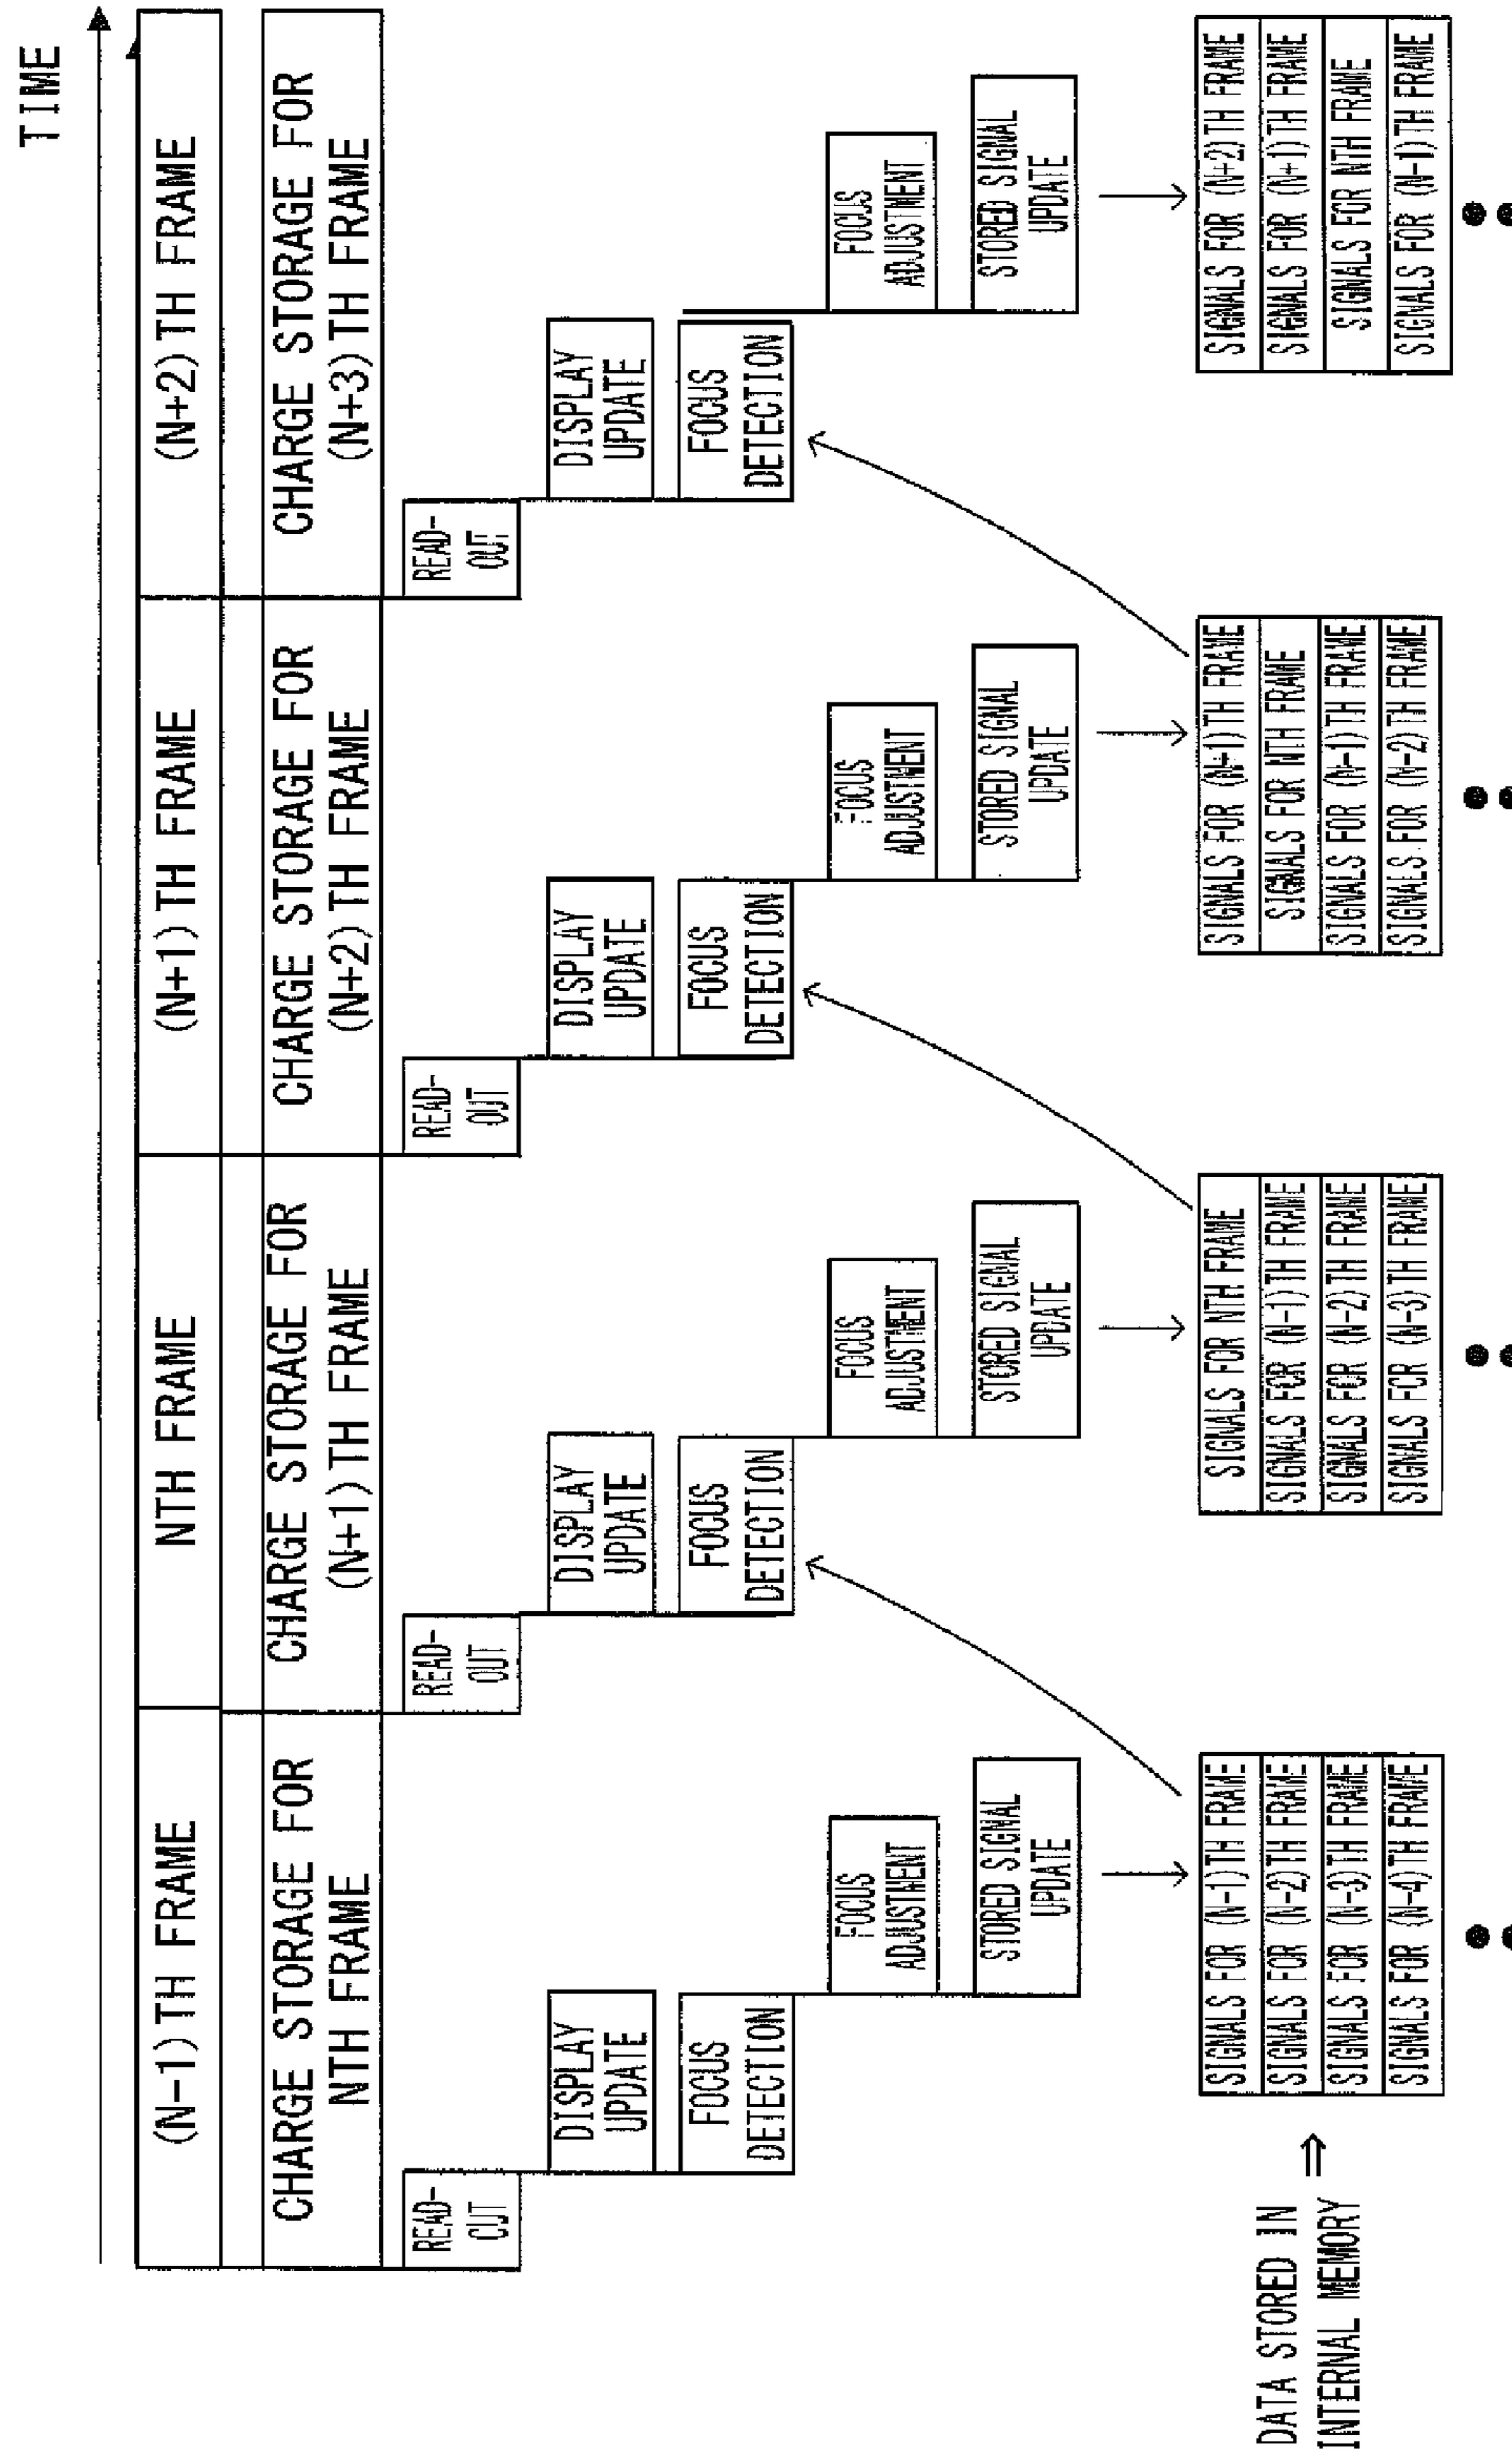 TIME
(N-1)TH FRAME
NTH FRAME
(N+1)TH FRAME
(N+2)TH FRAME
CHARGE STORAGE FOR
NTH FRAME
CHARGE STORAGE FOR
(N+1)TH FRAME
CHARGE STORAGE FOR
(N+2)TH FRAME
CHARGE STORAGE FOR
(N+3)TH FRAME
READ-
OUT
READ-
OUT
READ-
OUT
READ-
OUT
DISPLAY
UPDATE
DISPLAY
UPDATE
DISPLAY
UPDATE
DISPLAY
UPDATE
FOCUS
DETECTION
FOCUS
DETECTION
FOCUS
DETECTION
FOCUS
DETECTION
FOCUS
ADJUSTMENT
FOCUS
ADJUSTMENT
FOCUS
ADJUSTMENT
FOCUS
ADJUSTMENT
STORED SIGNAL
UPDATE
STORED SIGNAL
UPDATE
STORED SIGNAL
UPDATE
STORED SIGNAL
UPDATE
DATA STORED IN
INTERNAL MEMORY
⇒
SIGNALS FOR (N-1)TH FRAME
SIGNALS FOR (N-2)TH FRAME
SIGNALS FOR (N-3)TH FRAME
SIGNALS FOR (N-4)TH FRAME
SIGNALS FOR NTH FRAME
SIGNALS FOR (N-1)TH FRAME
SIGNALS FOR (N-2)TH FRAME
SIGNALS FOR (N-3)TH FRAME
SIGNALS FOR (N+1)TH FRAME
SIGNALS FOR NTH FRAME
SIGNALS FOR (N-1)TH FRAME
SIGNALS FOR (N-2)TH FRAME
SIGNALS FOR (N+2)TH FRAME
SIGNALS FOR (N+1)TH FRAME
SIGNALS FOR NTH FRAME
SIGNALS FOR (N-1)TH FRAME